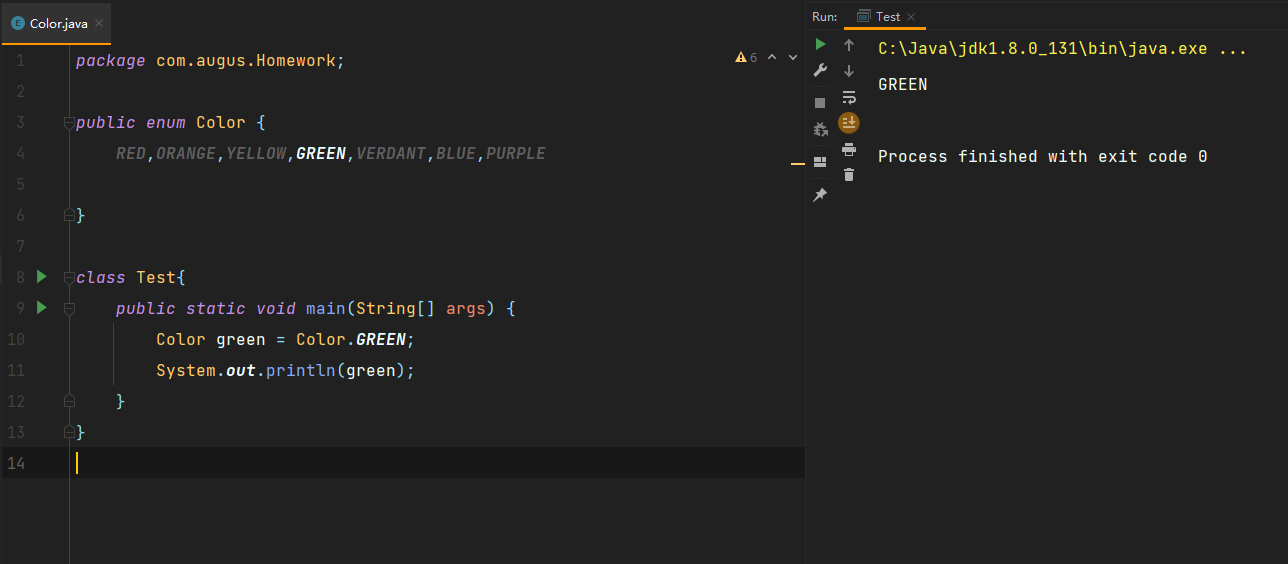 Color.java
1 package com.augus.Homework;
6
2
3 public enum Color {
4 RED,ORANGE,YELLOW,GREEN,VERDANT,BLUE,PURPLE
5
6 }
7
8 class Test{
9 public static void main(String[] args) {
10 Color green = Color.GREEN;
11 System.out.println(green);
12 }
13 }
14
Run: Test
C:\Java\jdk1.8.0_131\bin\java.exe ...
GREEN
Process finished with exit code 0